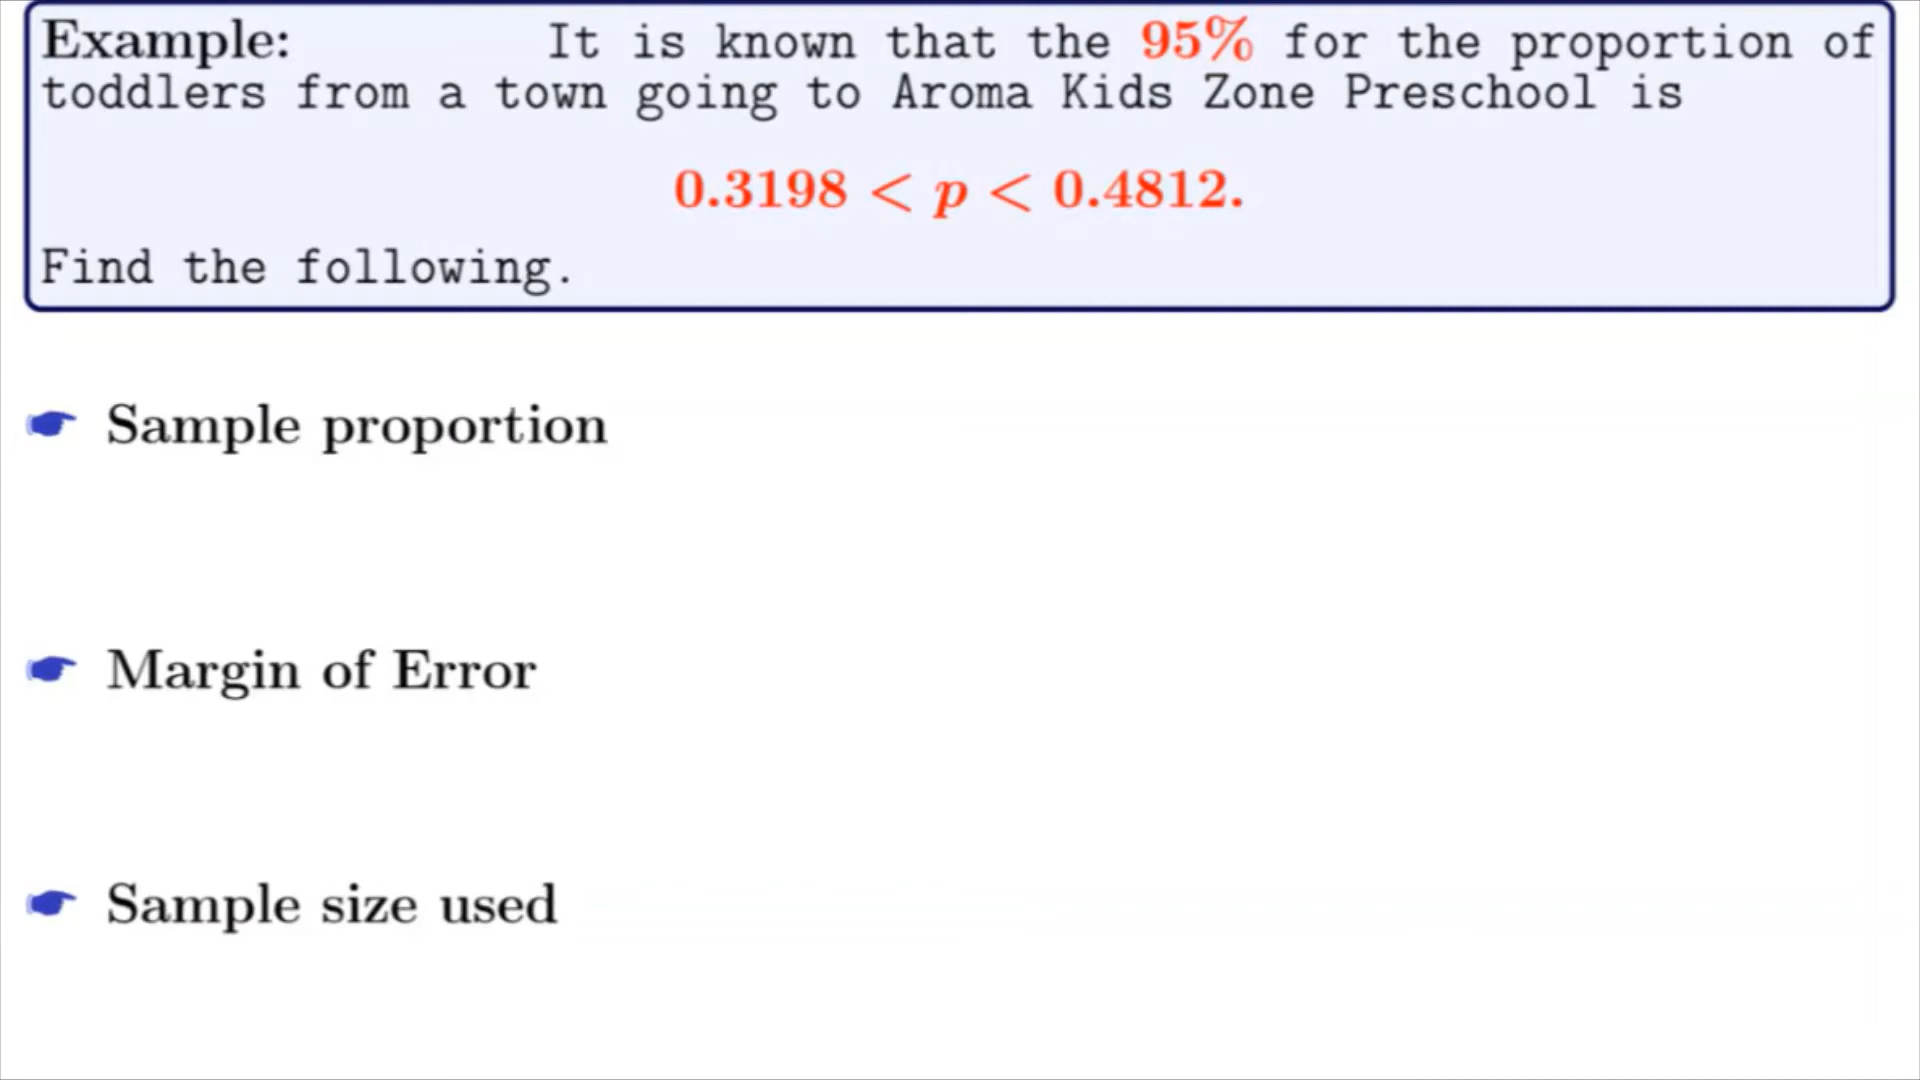 Example: It is known that the 95% for the proportion of
toddlers from a town going to Aroma Kids Zone Preschool is
0.3198 < p < 0.4812.
Find the following.
Sample proportion
Margin of Error
Sample size used